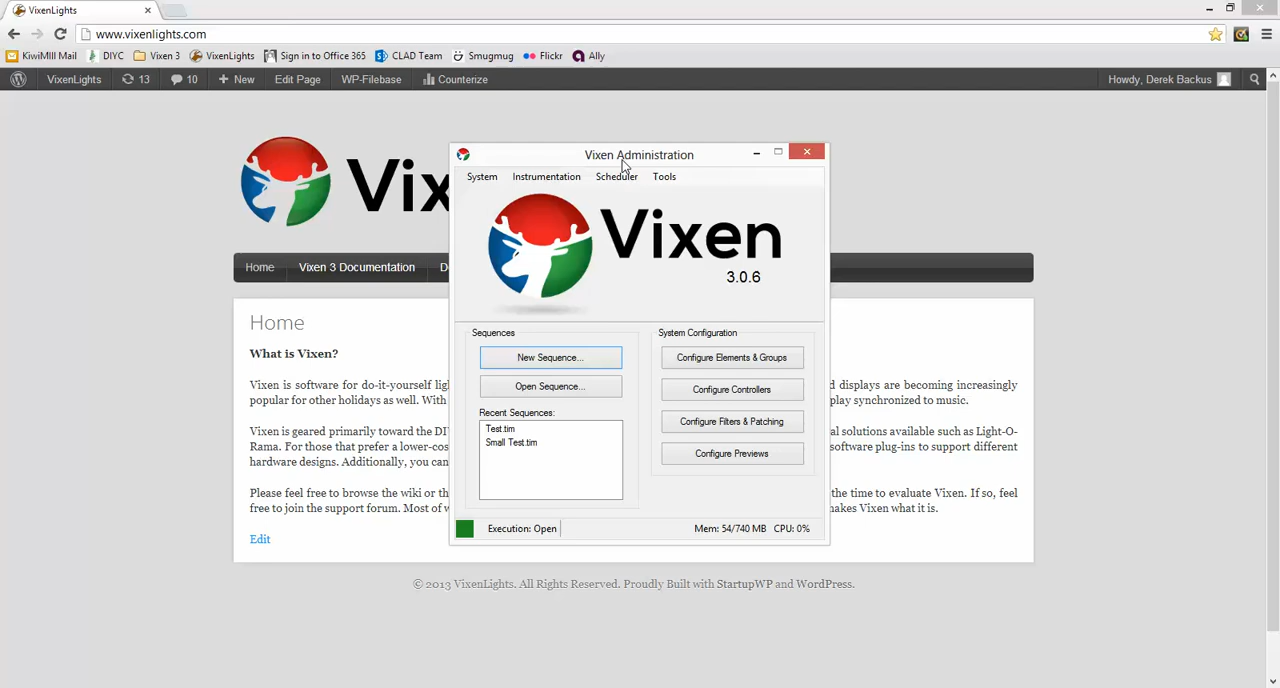 VixenLights
www.vixenlights.com
KiwiMill Mail DIYC Vixen 3 VixenLights Sign in to Office 365 CLAD Team Smugmug Flickr Ally
VixenLights 13 10 + New Edit Page WP-Filebase Counterize Howdy, Derek Backus
Vix
Vixen Administration
System Instrumentation Scheduler Tools
Vixen
3.0.6
Home Vixen 3 Documentation D
Home
What is Vixen?
Vixen is software for do-it-yourself lig d displays are becoming increasingly
popular for other holidays as well. With play synchronized to music.
Vixen is geared primarily toward the DI al solutions available such as Light-O-
Rama. For those that prefer a lower-cos software plug-ins to support different
hardware designs. Additionally, you can
Please feel free to browse the wiki or th the time to evaluate Vixen. If so, feel
free to join the support forum. Most of w makes Vixen what it is.
Edit
Sequences
New Sequence...
Open Sequence...
Recent Sequences:
Test.tim
Small Test.tim
System Configuration
Configure Elements & Groups
Configure Controllers
Configure Filters & Patching
Configure Previews
Execution: Open Mem: 54/740 MB CPU: 0%
© 2013 VixenLights. All Rights Reserved. Proudly Built with StartupWP and WordPress.